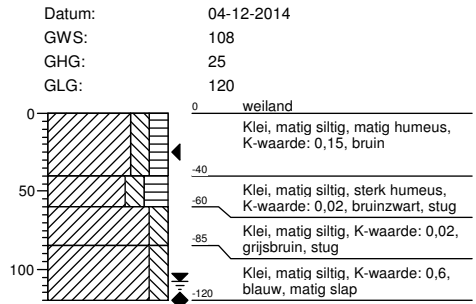 Datum: 04-12-2014
GWS: 108
GHG: 25
GLG: 120
0
0 weiland
Klei, matig siltig, matig humeus,
K-waarde: 0,15, bruin
-40
50
Klei, matig siltig, sterk humeus,
K-waarde: 0,02, bruinzwart, stug
-60
Klei, matig siltig, K-waarde: 0,02,
grijsbruin, stug
-85
100
Klei, matig siltig, K-waarde: 0,6,
blauw, matig slap
-120